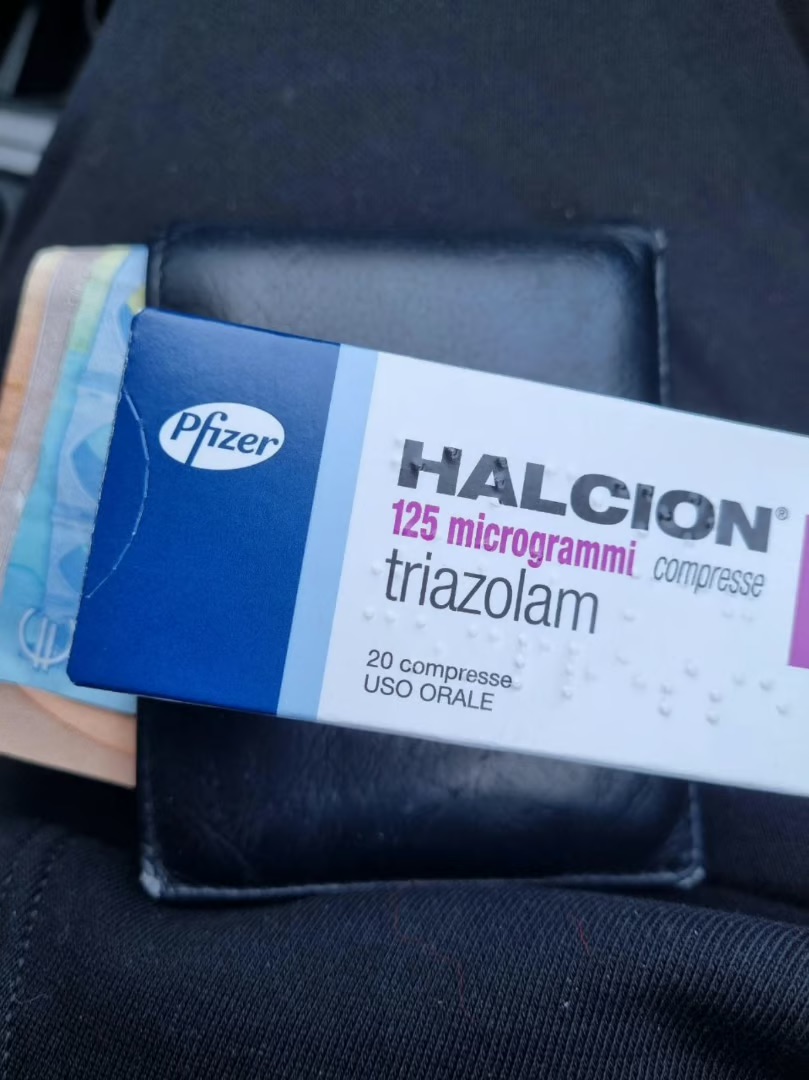 Pfizer
HALCION®
125 microgrammi compresse
triazolam
20 compresse
USO ORALE